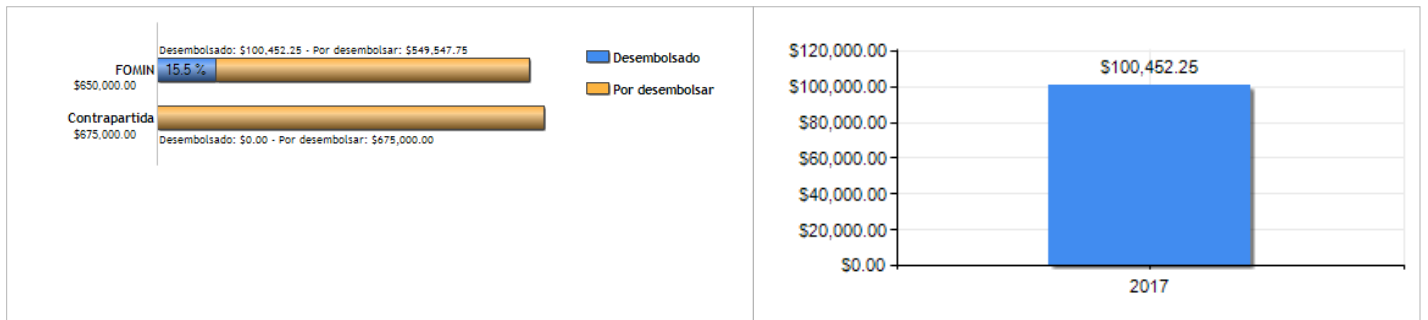 Desembolsado: $100,452.25 - Por desembolsar: $549,547.75
FOMIN
15.5 %
$650,000.00
Contrapartida
$675,000.00
Desembolsado: $0.00 - Por desembolsar: $675,000.00
Desembolsado
Por desembolsar
$120,000.00
$100,000.00
$80,000.00
$60,000.00
$40,000.00
$20,000.00
$0.00
$100,452.25
2017